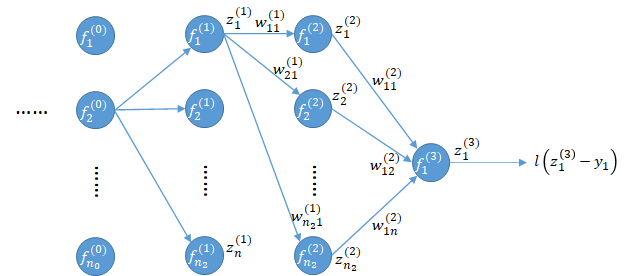 f_1^{(0)} f_1^{(1)} z_1^{(1)} w_{11}^{(1)} f_1^{(2)} z_1^{(2)}
w_{21}^{(1)} w_{11}^{(2)}
...... f_2^{(0)} f_2^{(1)} f_2^{(2)} z_2^{(2)}
w_{12}^{(2)} f_1^{(3)} z_1^{(3)} l(z_1^{(3)} − y_1)
...... ...... ......
w_{n_2 1}^{(1)} w_{1n}^{(2)}
f_{n_0}^{(0)} f_{n_2}^{(1)} z_n^{(1)} f_{n_2}^{(2)} z_{n_2}^{(2)}